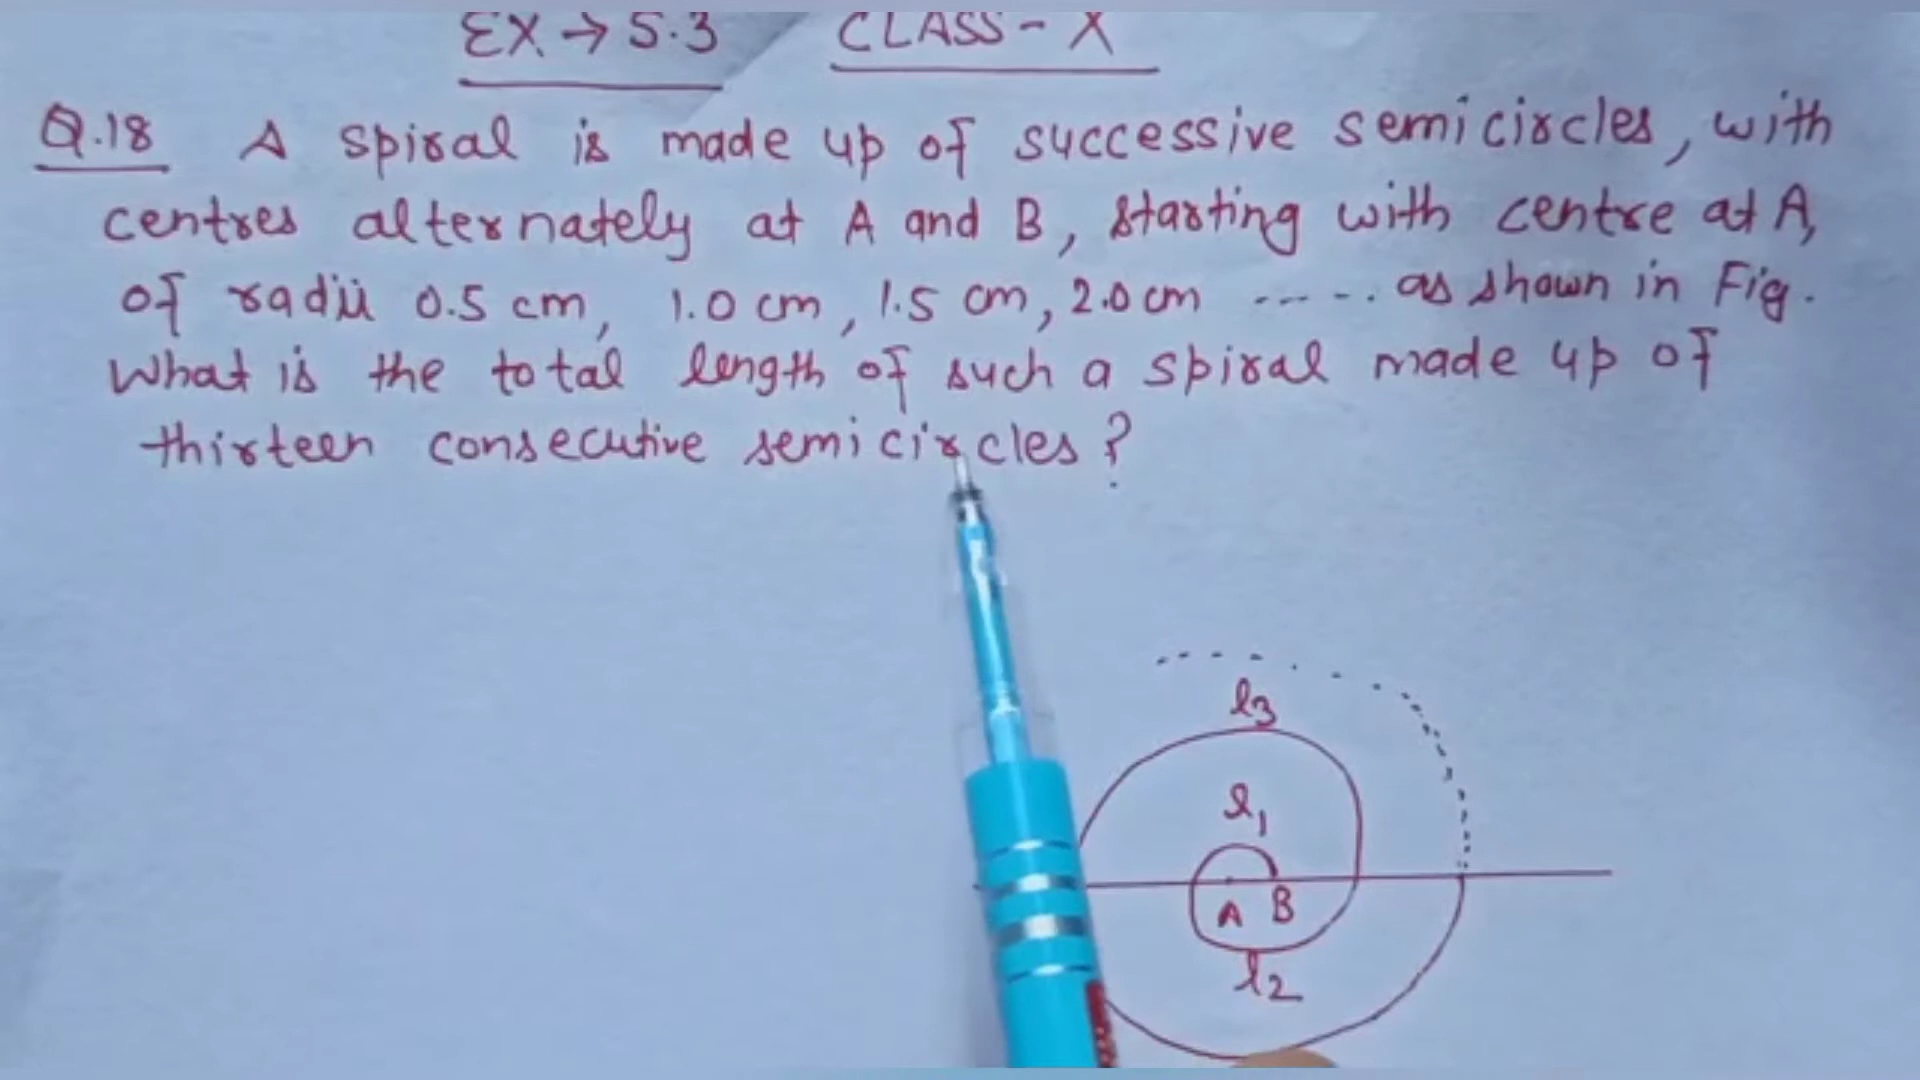 EX → 5.3 CLASS - X
Q.18 A spiral is made up of successive semicircles, with
centres alternately at A and B, starting with centre at A,
of radii 0.5 cm, 1.0 cm, 1.5 cm, 2.0 cm ----- as shown in Fig.
What is the total length of such a spiral made up of
thirteen consecutive semicircles?
l3
l1
A B
l2